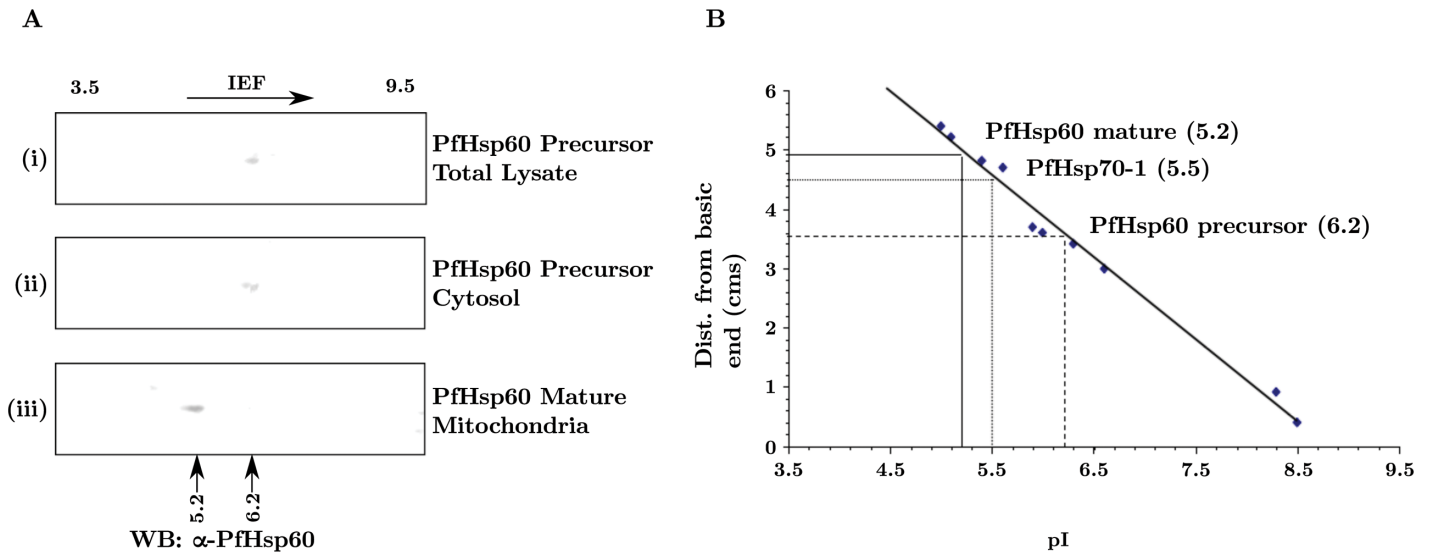 A
3.5
IEF
9.5
(i)
PfHsp60 Precursor
Total Lysate
(ii)
PfHsp60 Precursor
Cytosol
(iii)
PfHsp60 Mature
Mitochondria
5.2
6.2
WB: α-PfHsp60
B
Dist. from basic
end (cms)
6
5
4
3
2
1
0
PfHsp60 mature (5.2)
PfHsp70-1 (5.5)
PfHsp60 precursor (6.2)
3.5 4.5 5.5 6.5 7.5 8.5 9.5
pI